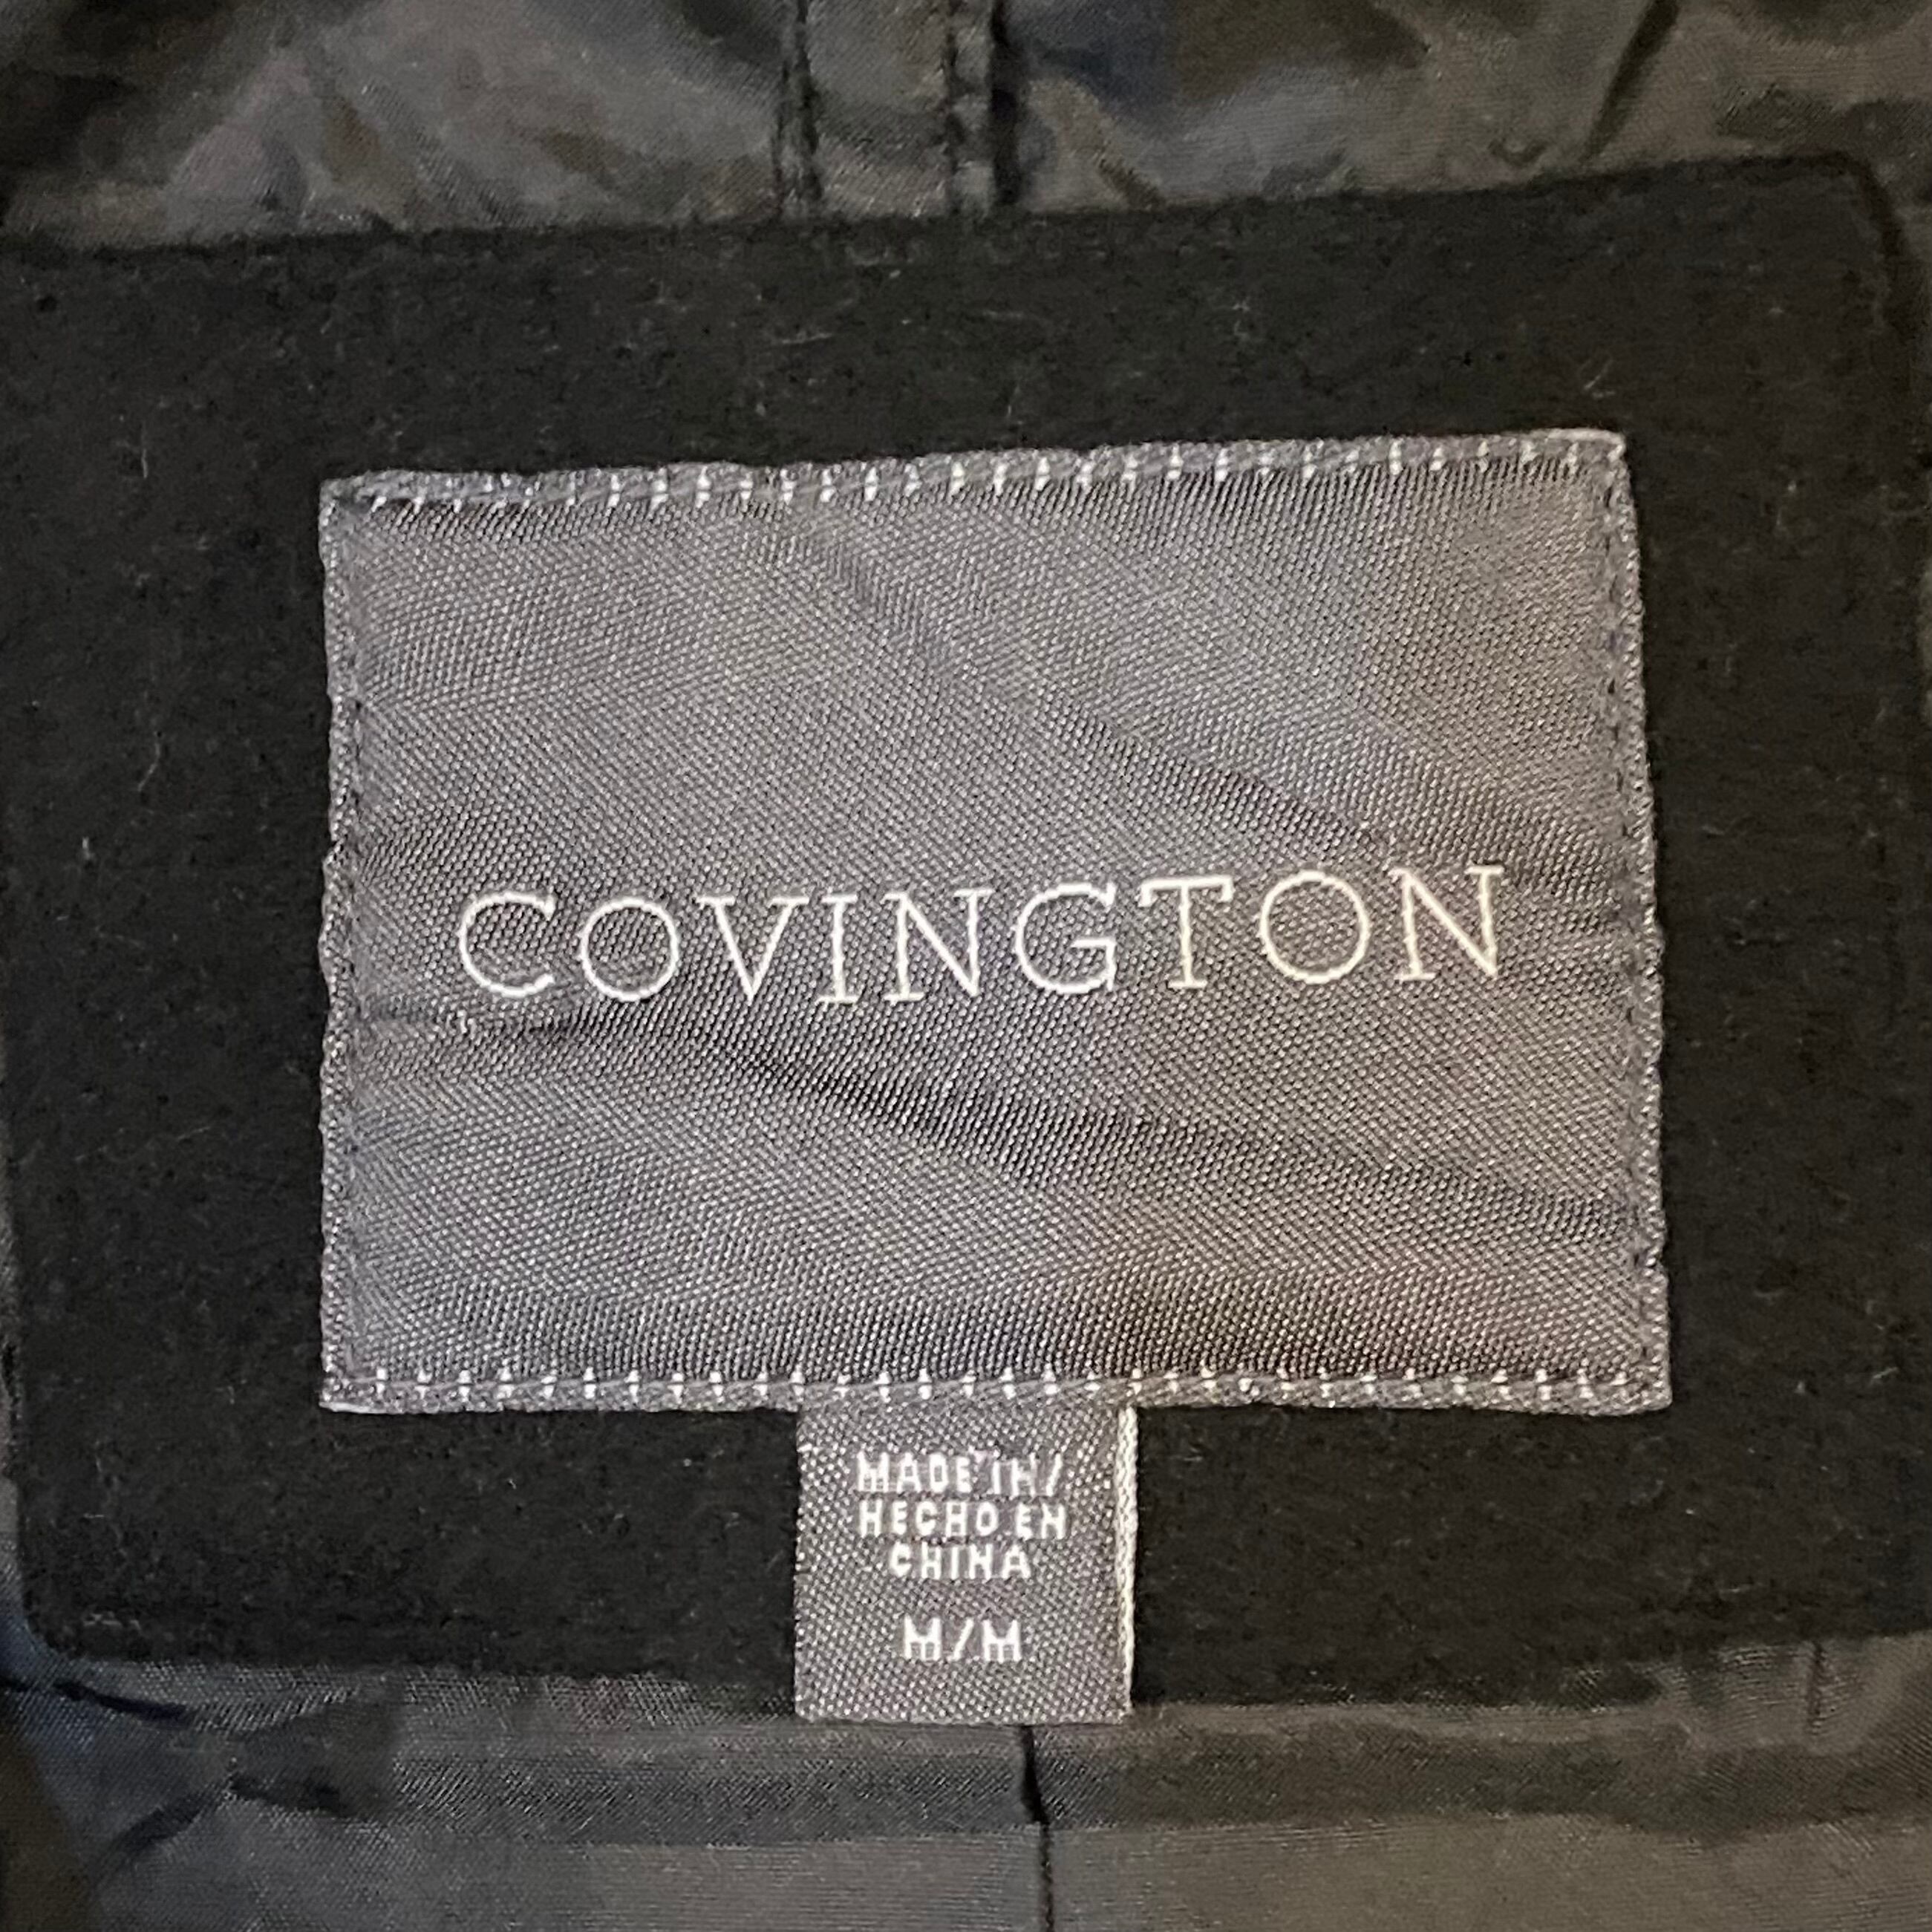 COVINGTON
MADE IN/
HECHO EN
CHINA
M/M